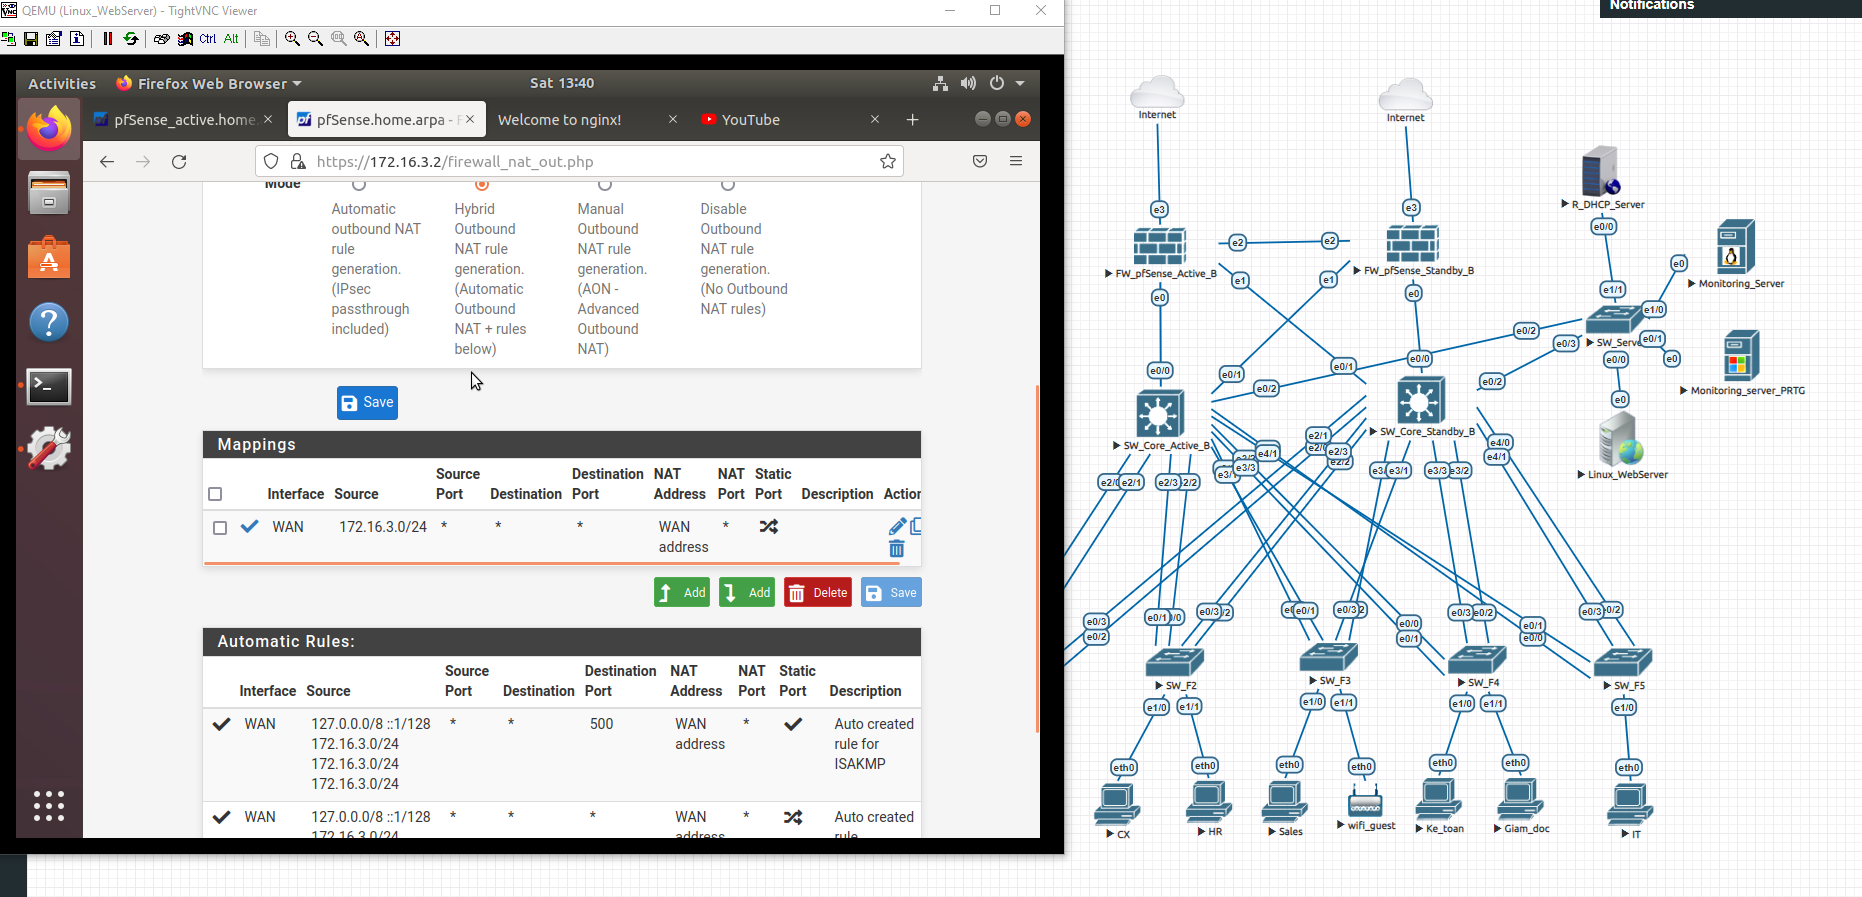 QEMU (Linux_WebServer) - TightVNC Viewer
Notifications
Ctrl Alt
Activities Firefox Web Browser Sat 13:40
pfSense_active.home. pfSense.home.arpa - F Welcome to nginx! YouTube
https://172.16.3.2/firewall_nat_out.php
Mode
Automatic
outbound NAT
rule
generation.
(IPsec
passthrough
included)
Hybrid
Outbound
NAT rule
generation.
(Automatic
Outbound
NAT + rules
below)
Manual
Outbound
NAT rule
generation.
(AON -
Advanced
Outbound
NAT)
Disable
Outbound
NAT rule
generation.
(No Outbound
NAT rules)
Save
Mappings
Source Destination NAT NAT Static
Interface Source Port Destination Port Address Port Port Description Action
WAN 172.16.3.0/24 * * * WAN *
address
Add Add Delete Save
Automatic Rules:
Source Destination NAT NAT Static
Interface Source Port Destination Port Address Port Port Description
WAN 127.0.0.0/8 ::1/128 * * 500 WAN * Auto created
172.16.3.0/24 address rule for
172.16.3.0/24 ISAKMP
172.16.3.0/24
WAN 127.0.0.0/8 ::1/128 * * * WAN * Auto created
172.16.3.0/24 address rule
Internet Internet
e3 e3
R_DHCP_Server
e0/0
e2 e2
FW_pfSense_Active_B FW_pfSense_Standby_B
e0
Monitoring_Server
e1 e1
e0 e0
e1/1
e1/0
e0/2 e0/3
SW_Serv
e0/1
e0/0 e0
e0/0 e0/1 e0/1 e0/0
e0/2 e0/2
Monitoring_server_PRTG
e0
SW_Core_Active_B SW_Core_Standby_B
Linux_WebServer
e2/1 e2/0 e2/3 e2/2
e4/0
e4/1
e4/1
e3/3
e2/0 e2/1 e2/3 2/2 e3/1
e3/ e3/1 e3/3 e3/2
e0/3
e0/2
e0/1 /0 e0/3 /2
e0/1 e0/3 2
e0/0
e0/1
e0/3 e0/2
e0/1
e0/0
e0/3 0/2
SW_F2 SW_F3 SW_F4 SW_F5
e1/0 e1/1 e1/0 e1/1 e1/0 e1/1 e1/0
eth0 eth0 eth0 eth0 eth0 eth0 eth0
CX HR Sales wifi_guest Ke_toan Giam_doc IT